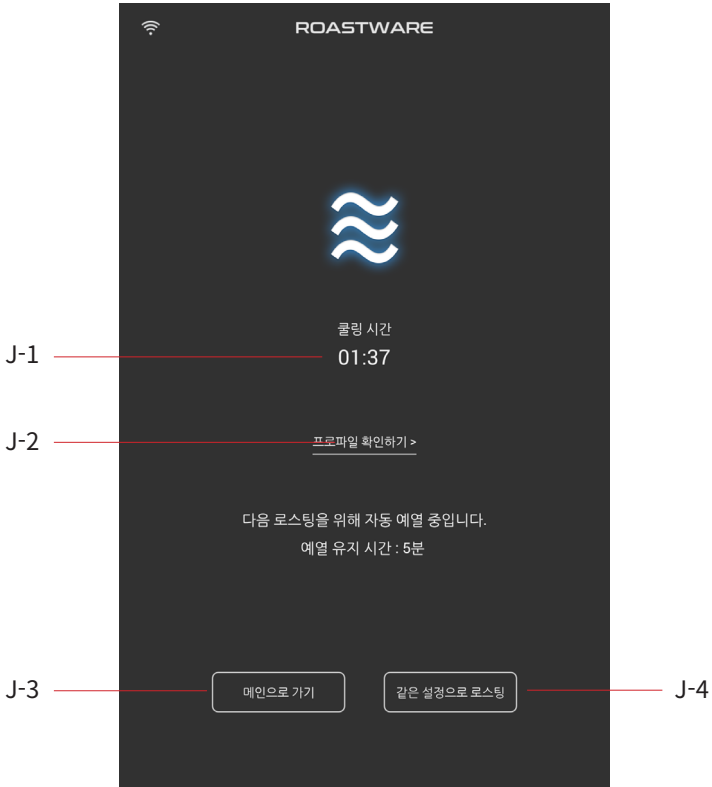 ROASTWARE
쿨링 시간
J-1
01:37
J-2
프로파일 확인하기 >
다음 로스팅을 위해 자동 예열 중입니다.
예열 유지 시간 : 5분
J-3
메인으로 가기
같은 설정으로 로스팅
J-4